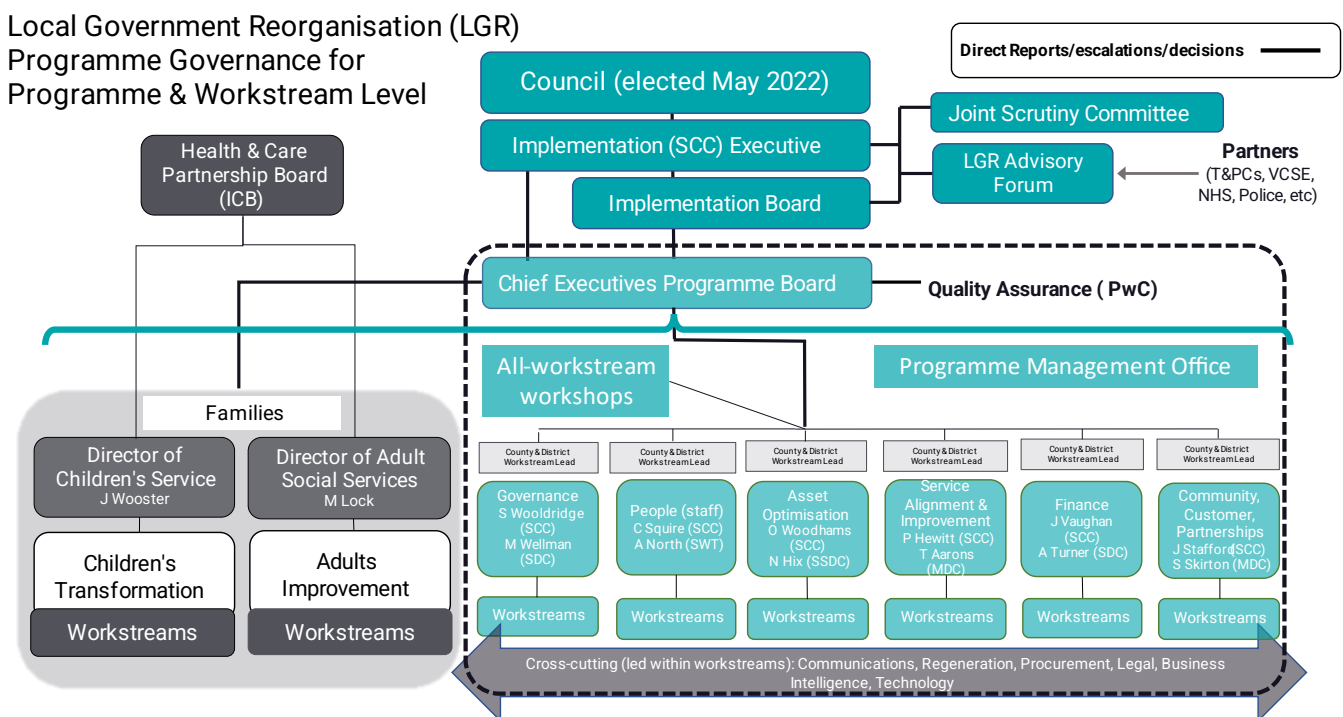 Local Government Reorganisation (LGR)
Programme Governance for
Programme & Workstream Level
Direct Reports/escalations/decisions
Council (elected May 2022)
Implementation (SCC) Executive
Joint Scrutiny Committee
Health & Care
Partnership Board
(ICB)
LGR Advisory
Forum
Partners
(T&PCs, VCSE,
NHS, Police, etc)
Implementation Board
Chief Executives Programme Board
Quality Assurance ( PwC)
All-workstream
workshops
Programme Management Office
Families
Director of
Children's Service
J Wooster
Director of Adult
Social Services
M Lock
Children's
Transformation
Adults
Improvement
Workstreams
Workstreams
County & District
Workstream Lead
County & District
Workstream Lead
County & District
Workstream Lead
County & District
Workstream Lead
County & District
Workstream Lead
County & District
Workstream Lead
Governance
S Wooldridge
(SCC)
M Wellman
(SDC)
People (staff)
C Squire (SCC)
A North (SWT)
Asset
Optimisation
O Woodhams
(SCC)
N Hix (SSDC)
Service
Alignment &
Improvement
P Hewitt (SCC)
T Aarons
(MDC)
Finance
J Vaughan
(SCC)
A Turner (SDC)
Community,
Customer,
Partnerships
J Stafford(SCC)
S Skirton (MDC)
Workstreams
Workstreams
Workstreams
Workstreams
Workstreams
Workstreams
Cross-cutting (led within workstreams): Communications, Regeneration, Procurement, Legal, Business
Intelligence, Technology